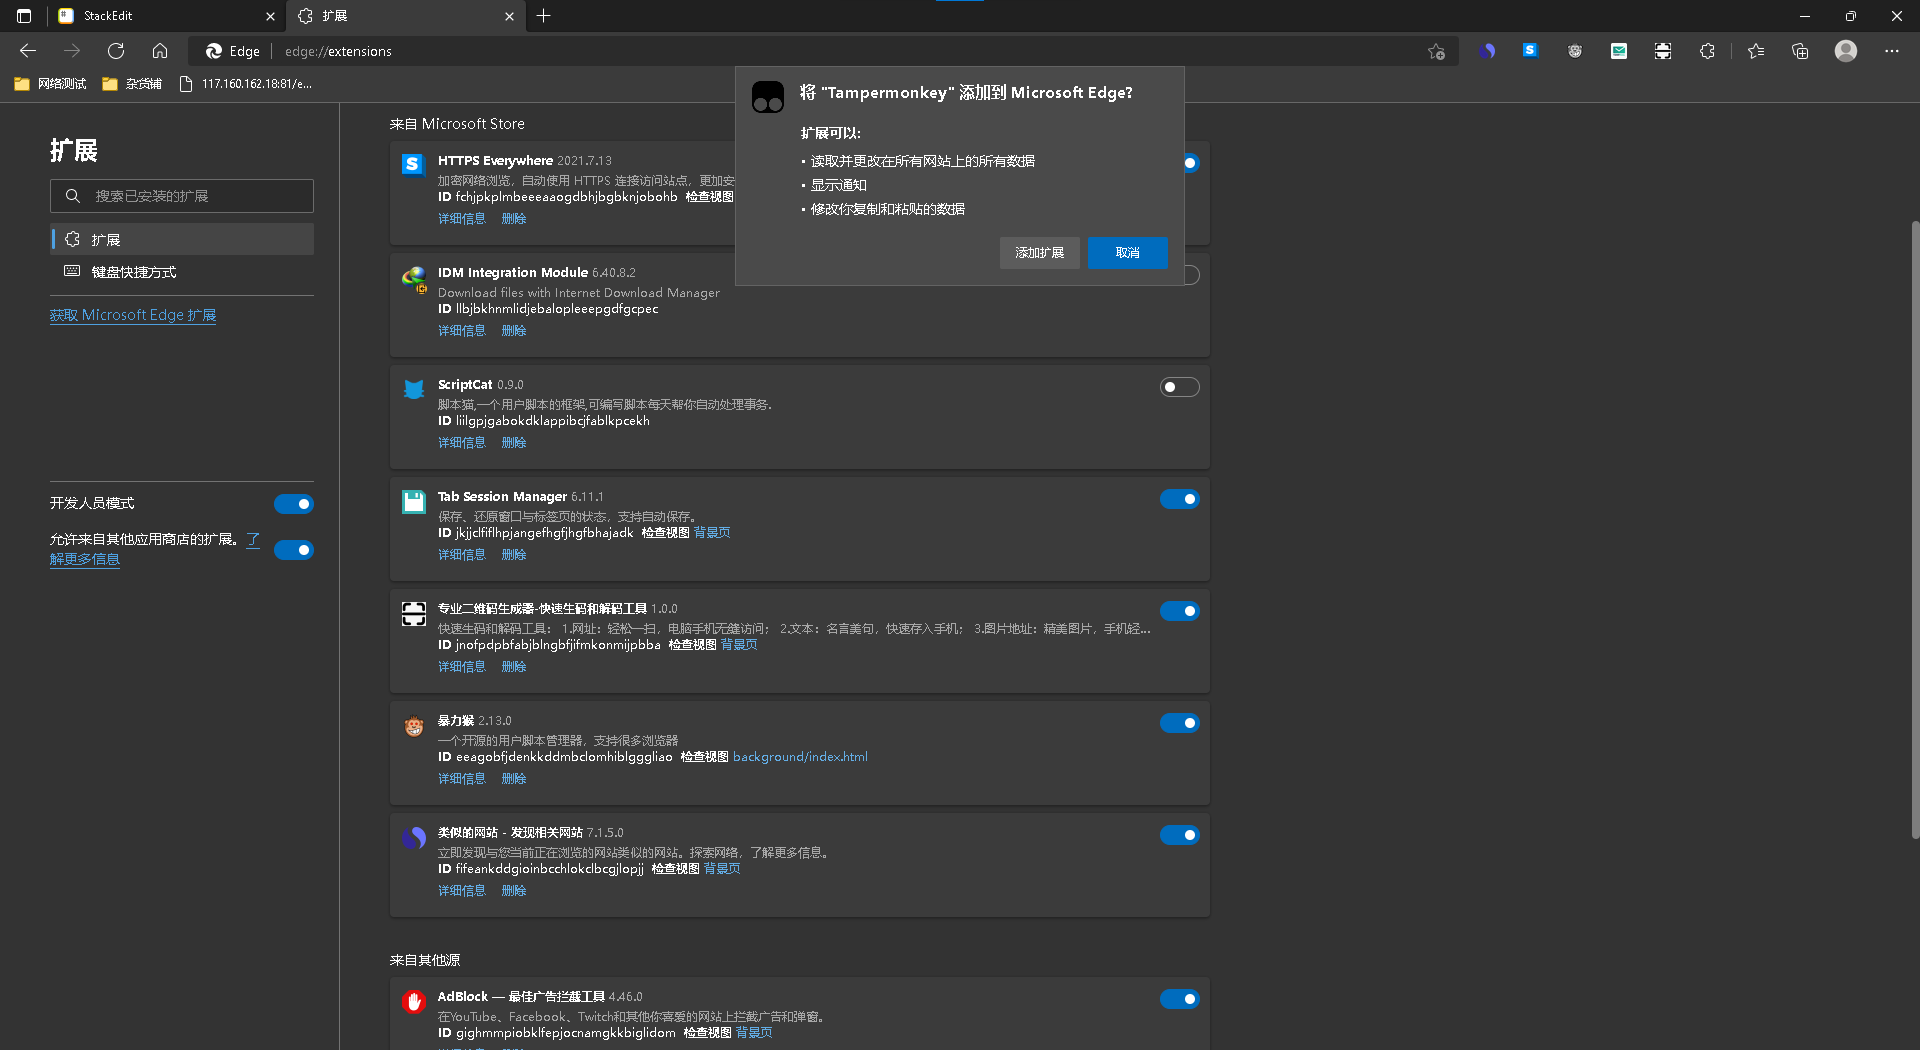 StackEdit
扩展
Edge
edge://extensions
网络测试
杂货铺
117.160.162.18:81/e...
扩展
搜索已安装的扩展
扩展
键盘快捷方式
获取 Microsoft Edge 扩展
开发人员模式
允许来自其他应用商店的扩展。了
解更多信息
将 "Tampermonkey" 添加到 Microsoft Edge?
扩展可以:
• 读取并更改在所有网站上的所有数据
• 显示通知
• 修改你复制和粘贴的数据
添加扩展
取消
来自 Microsoft Store
HTTPS Everywhere 2021.7.13
加密网络浏览，自动使用 HTTPS 连接访问站点，更加安
ID fchjpkplmbeeeaaogdbhjbgbknjobohb 检查视图
详细信息 删除
IDM Integration Module 6.40.8.2
Download files with Internet Download Manager
ID llbjbkhnmlidjebalopleeepgdfgcpec
详细信息 删除
ScriptCat 0.9.0
脚本猫,一个用户脚本的框架,可编写脚本每天帮你自动处理事务.
ID liilgpjgabokdklappibcjfablkpcekh
详细信息 删除
Tab Session Manager 6.11.1
保存、还原窗口与标签页的状态，支持自动保存。
ID jkjjclfiflhpjangefhgfjhgfbhajadk 检查视图 背景页
详细信息 删除
专业二维码生成器-快速生码和解码工具 1.0.0
快速生码和解码工具： 1.网址：轻松一扫，电脑手机无缝访问； 2.文本：名言美句，快速存入手机； 3.图片地址：精美图片，手机轻...
ID jnofpdpbfabjblngbfjifmkonmijpbba 检查视图 背景页
详细信息 删除
暴力猴 2.13.0
一个开源的用户脚本管理器，支持很多浏览器
ID eeagobfjdenkkddmbclomhiblgggliao 检查视图 background/index.html
详细信息 删除
类似的网站 - 发现相关网站 7.1.5.0
立即发现与您当前正在浏览的网站类似的网站。探索网络，了解更多信息。
ID fifeankddgioinbcchlokclbcgjlopjj 检查视图 背景页
详细信息 删除
来自其他源
AdBlock — 最佳广告拦截工具 4.46.0
在YouTube、Facebook、Twitch和其他你喜爱的网站上拦截广告和弹窗。
ID gighmmpiobklfepjocnamgkkbiglidom 检查视图 背景页